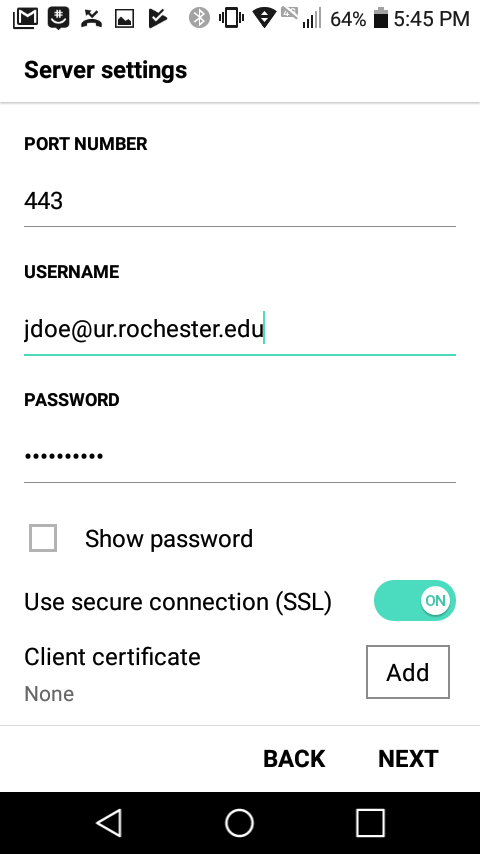 64% 5:45 PM
Server settings
PORT NUMBER
443
USERNAME
jdoe@ur.rochester.edu
PASSWORD
••••••••••
Show password
Use secure connection (SSL) ON
Client certificate
Add
None
BACK NEXT